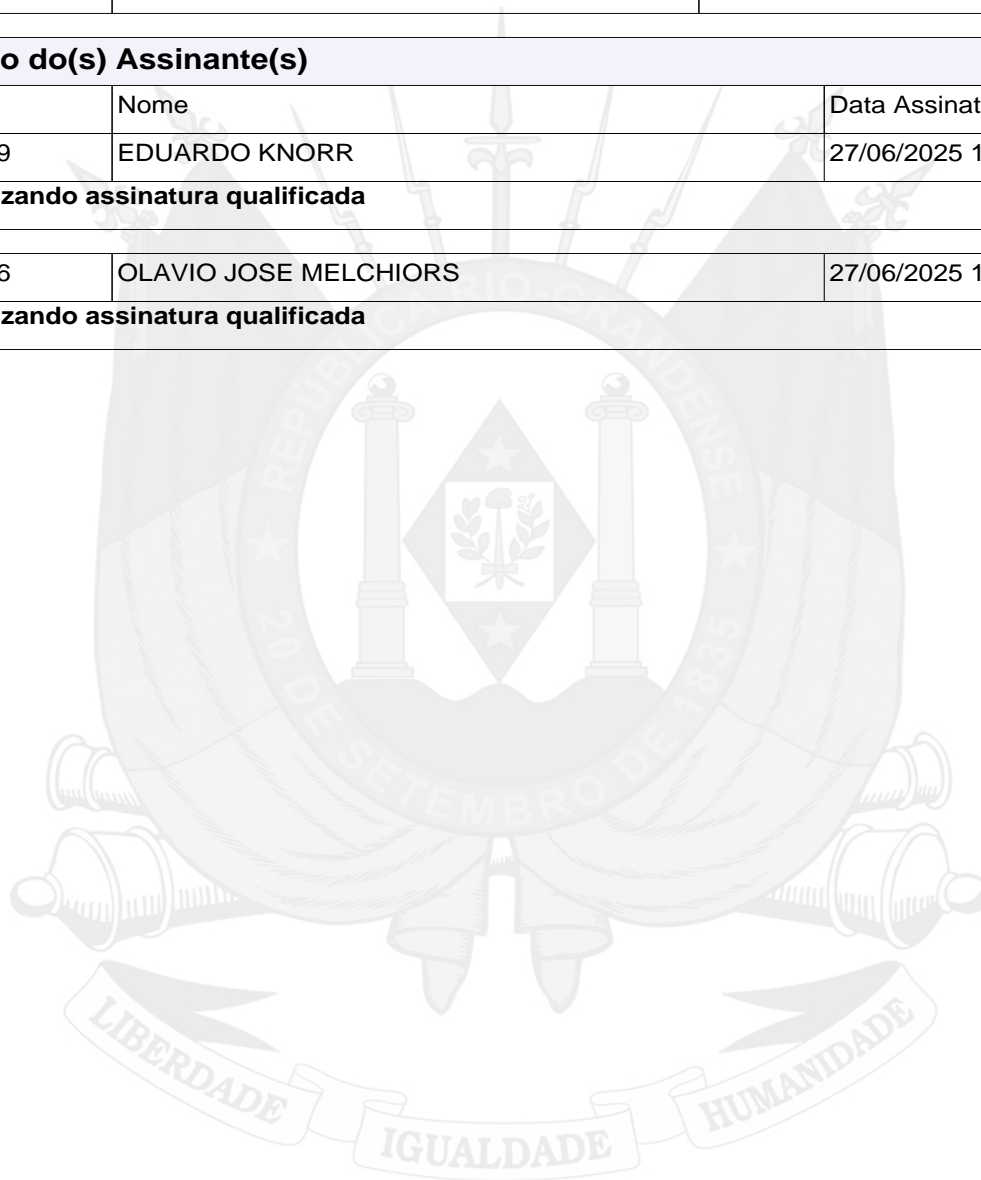 o do(s) Assinante(s)
Nome Data Assinat
9 EDUARDO KNORR 27/06/2025 1
zando assinatura qualificada
6 OLAVIO JOSE MELCHIORS 27/06/2025 1
zando assinatura qualificada
REPÚBLICA RIO-GRANDENSE
20 DE SETEMBRO DE 1835
LIBERDADE IGUALDADE HUMANIDADE